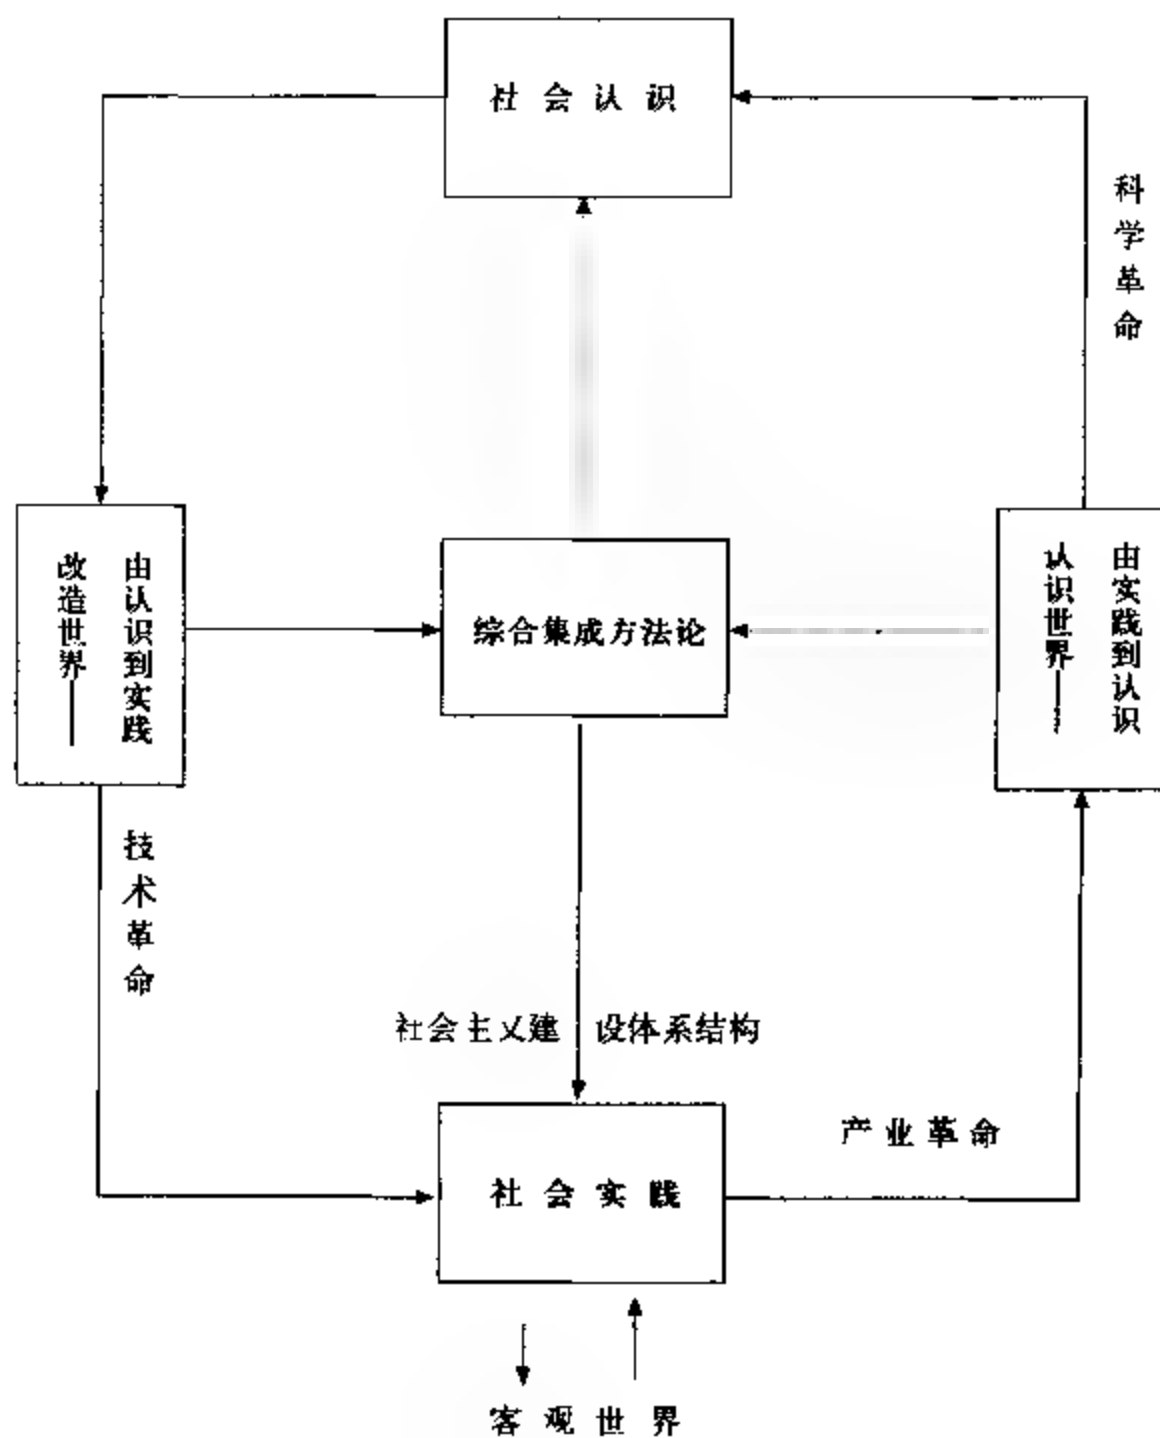 社会认识
科学革命
改造世界——
由认识到实践
综合集成方法论
认识世界——
由实践到认识
技术革命
社会主义建设体系结构
产业革命
社会实践
客观世界